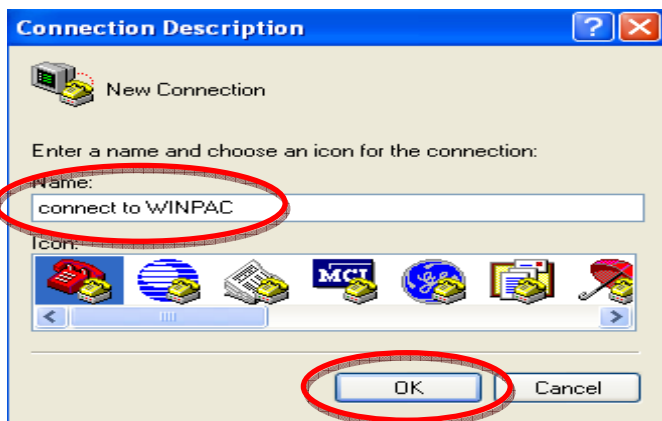 Connection Description
New Connection
Enter a name and choose an icon for the connection:
Name:
connect to WINPAC
Icon:
MCI
OK Cancel